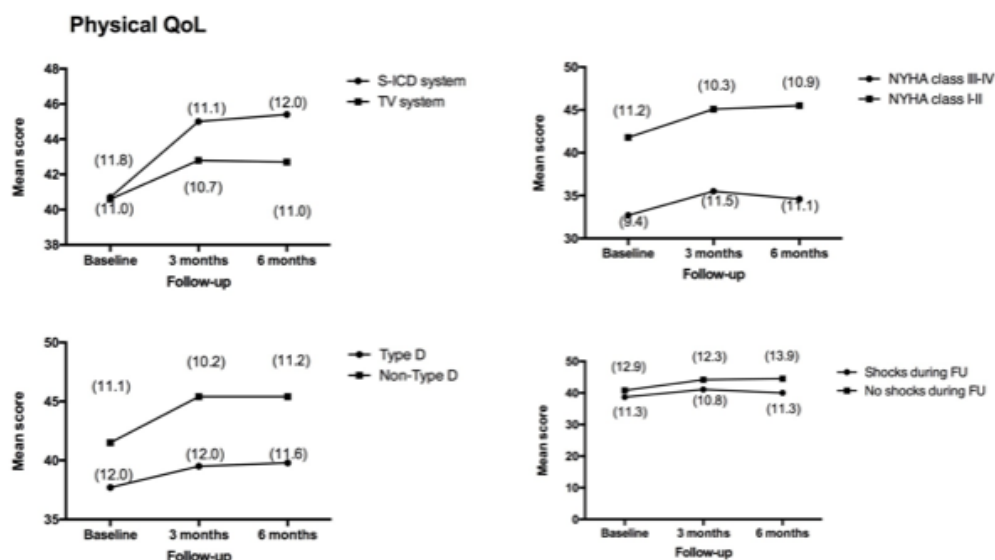 Physical QoL
48
46
44
42
40
38
Mean score
(11.8)
(11.0)
(11.1)
(10.7)
(12.0)
(11.0)
Baseline 3 months 6 months
Follow-up
S-ICD system
TV system
50
45
40
35
30
Mean score
(11.2)
(9.4)
(10.3)
(11.5)
(10.9)
(11.1)
Baseline 3 months 6 months
Follow-up
NYHA class III-IV
NYHA class I-II
50
45
40
35
Mean score
(11.1)
(12.0)
(10.2)
(12.0)
(11.2)
(11.6)
Baseline 3 months 6 months
Follow-up
Type D
Non-Type D
50
40
30
20
10
0
Mean score
(12.9)
(11.3)
(12.3)
(10.8)
(13.9)
(11.3)
Baseline 3 months 6 months
Follow-up
Shocks during FU
No shocks during FU